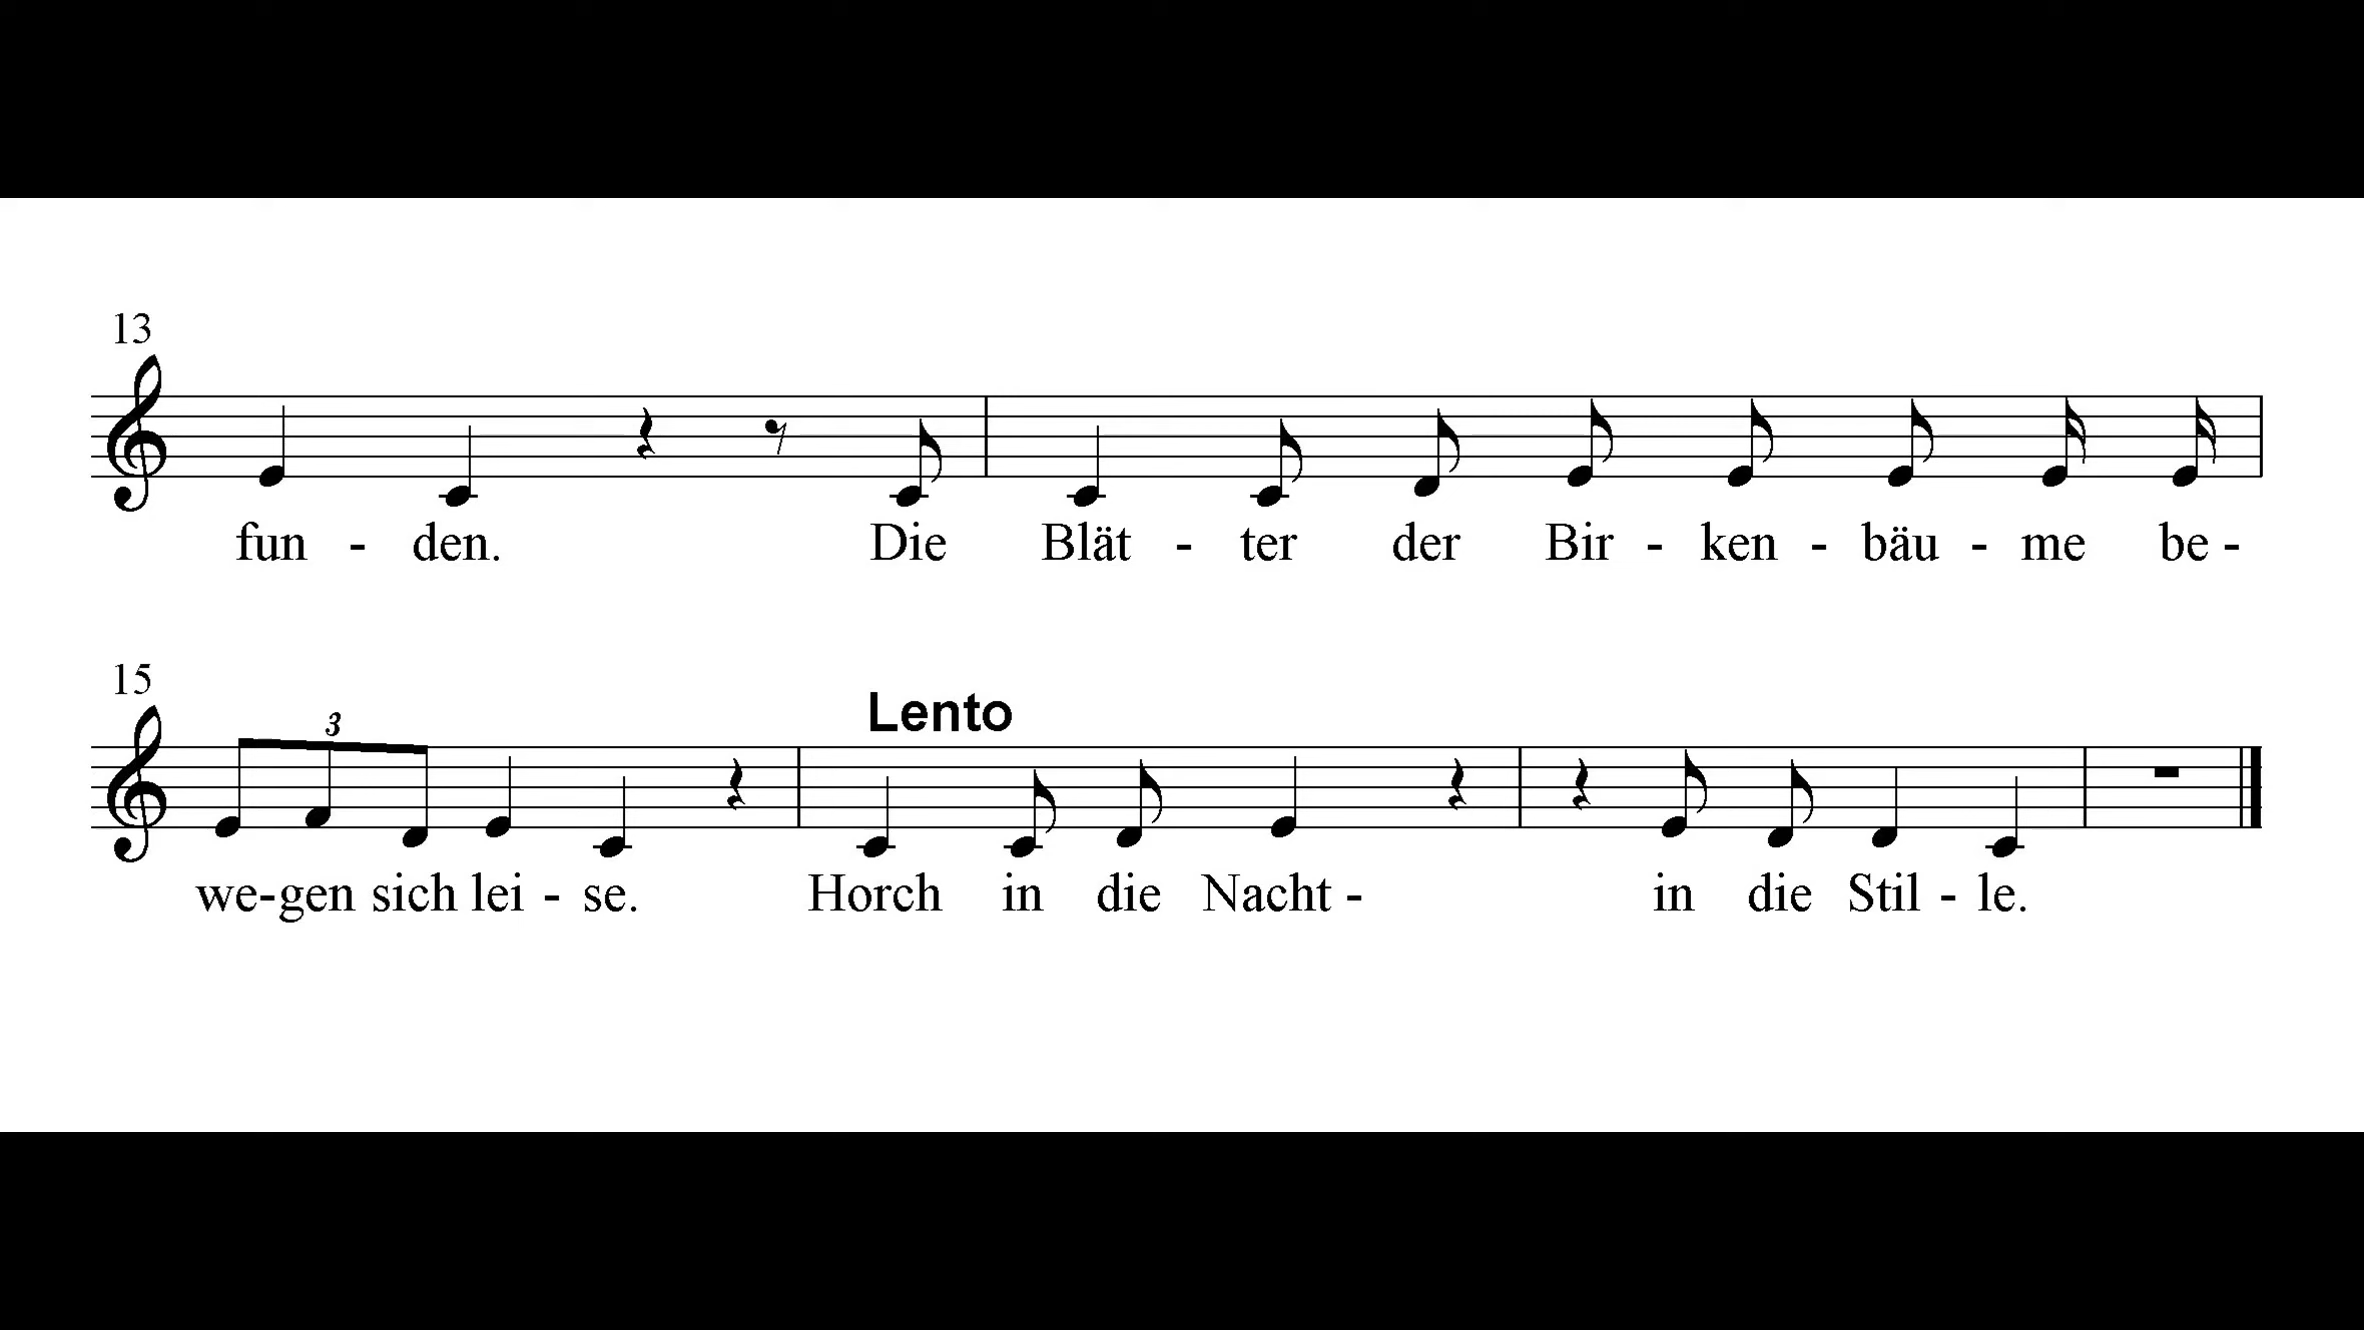 13
fun - den. Die Blät - ter der Bir - ken - bäu - me be -
15
3
Lento
we-gen sich lei - se. Horch in die Nacht - in die Stil - le.